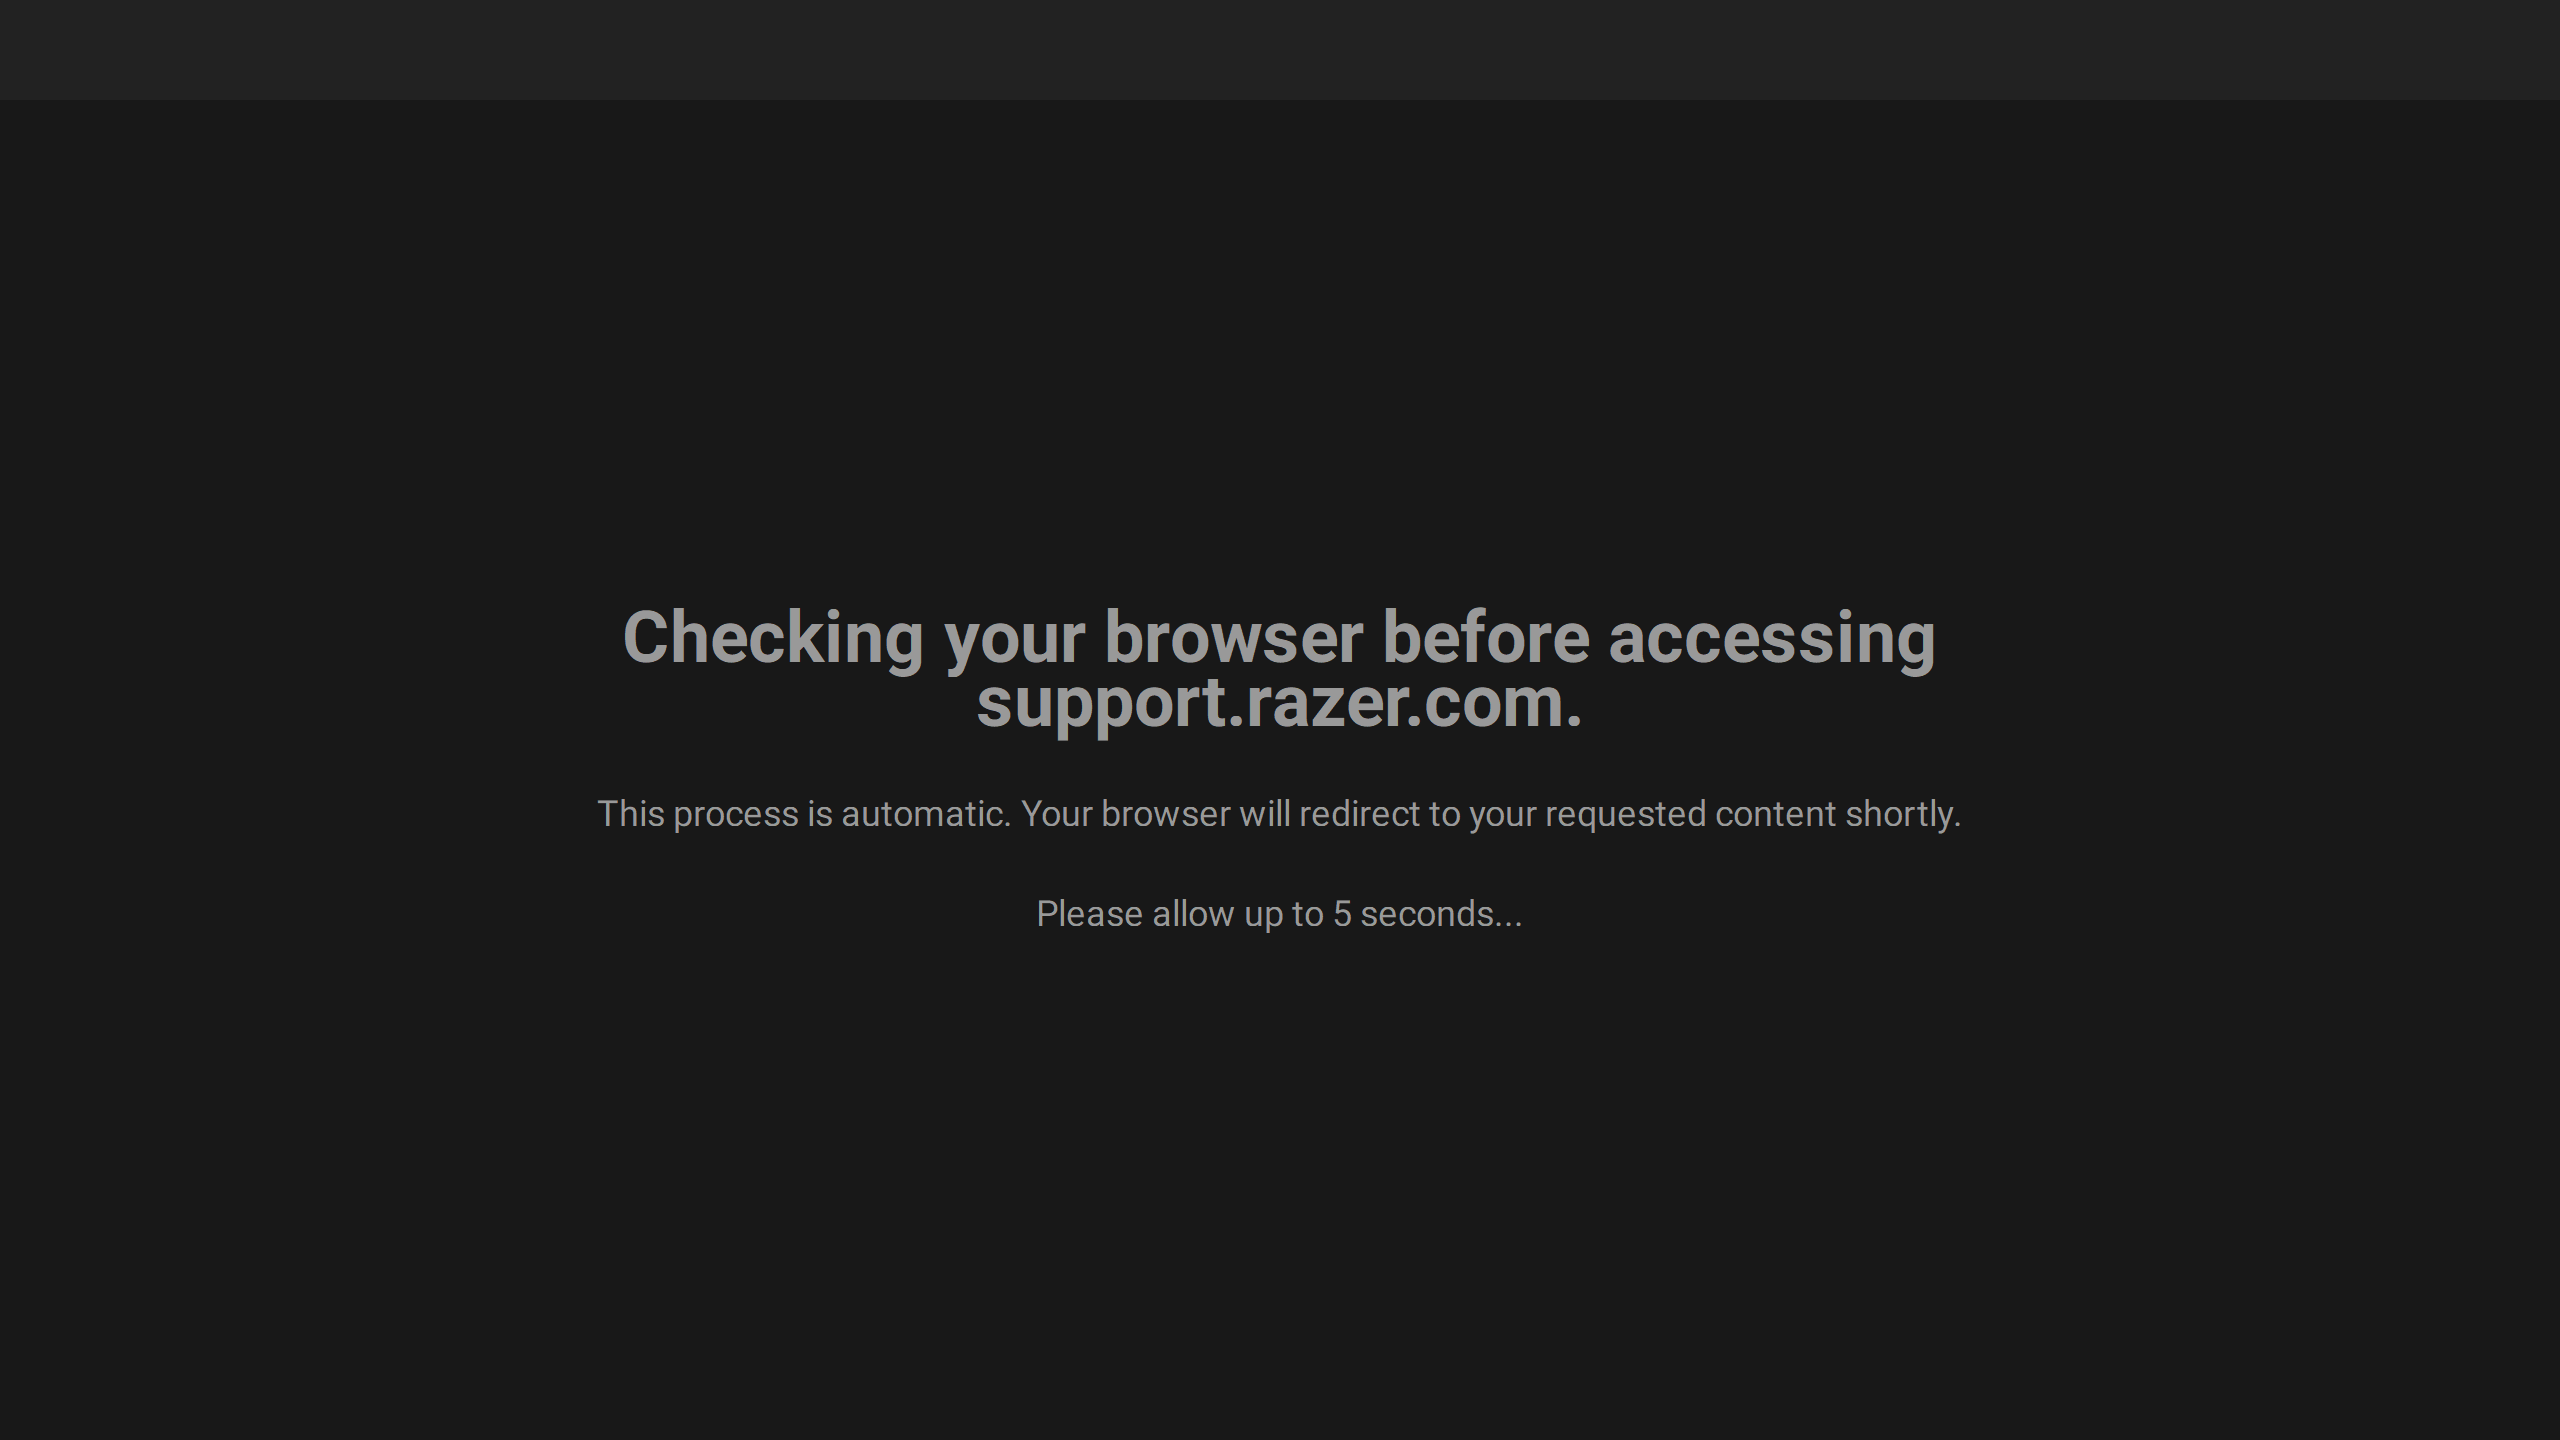 Checking your browser before accessing
support.razer.com.
This process is automatic. Your browser will redirect to your requested content shortly.
Please allow up to 5 seconds...